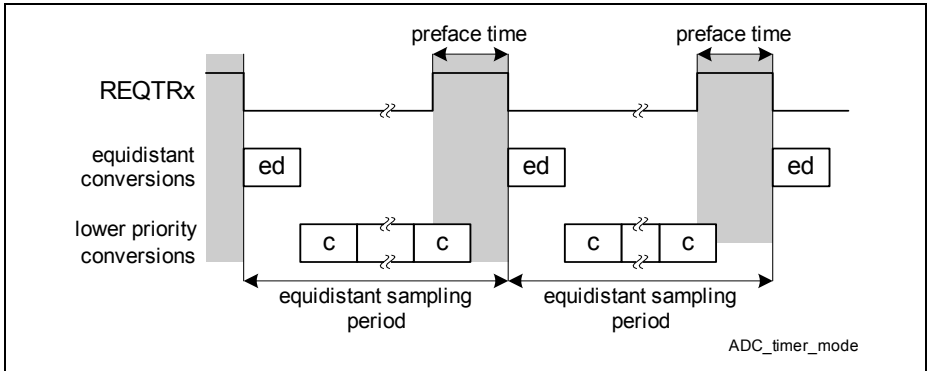 preface time
preface time
REQTRx
equidistant
conversions
ed
ed
ed
lower priority
conversions
c
c
c
c
equidistant sampling
period
equidistant sampling
period
ADC_timer_mode